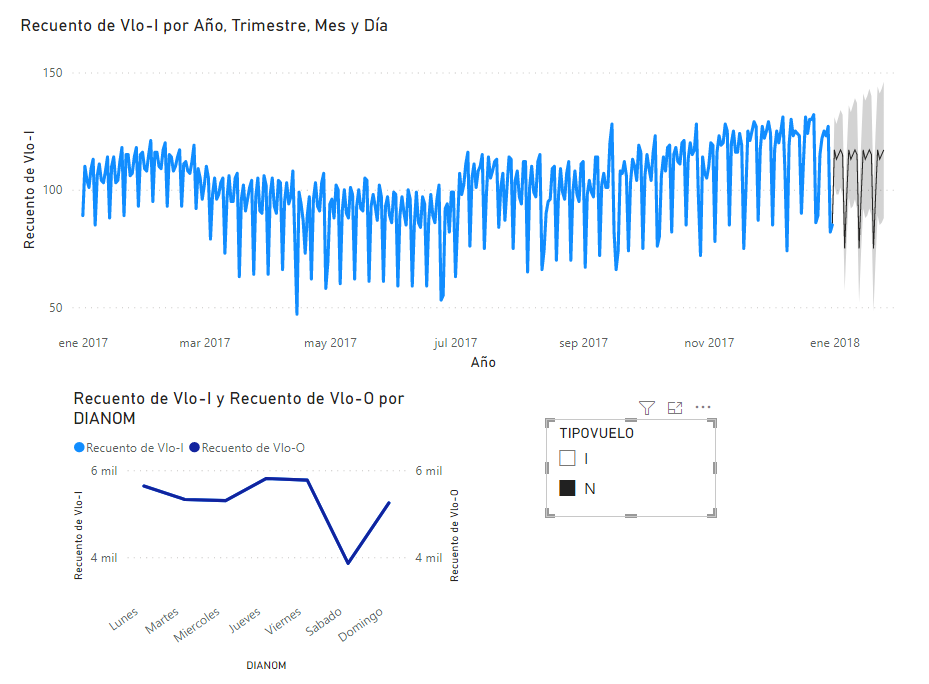 Recuento de Vlo-I por Año, Trimestre, Mes y Día
150
100
50
Recuento de Vlo-I
ene 2017
mar 2017
may 2017
jul 2017
sep 2017
nov 2017
ene 2018
Año
Recuento de Vlo-I y Recuento de Vlo-O por
DIANOM
Recuento de Vlo-I
Recuento de Vlo-O
6 mil
6 mil
4 mil
4 mil
Recuento de Vlo-I
Recuento de Vlo-O
Lunes
Martes
Miercoles
Jueves
Viernes
Sabado
Domingo
DIANOM
TIPOVUELO
I
N